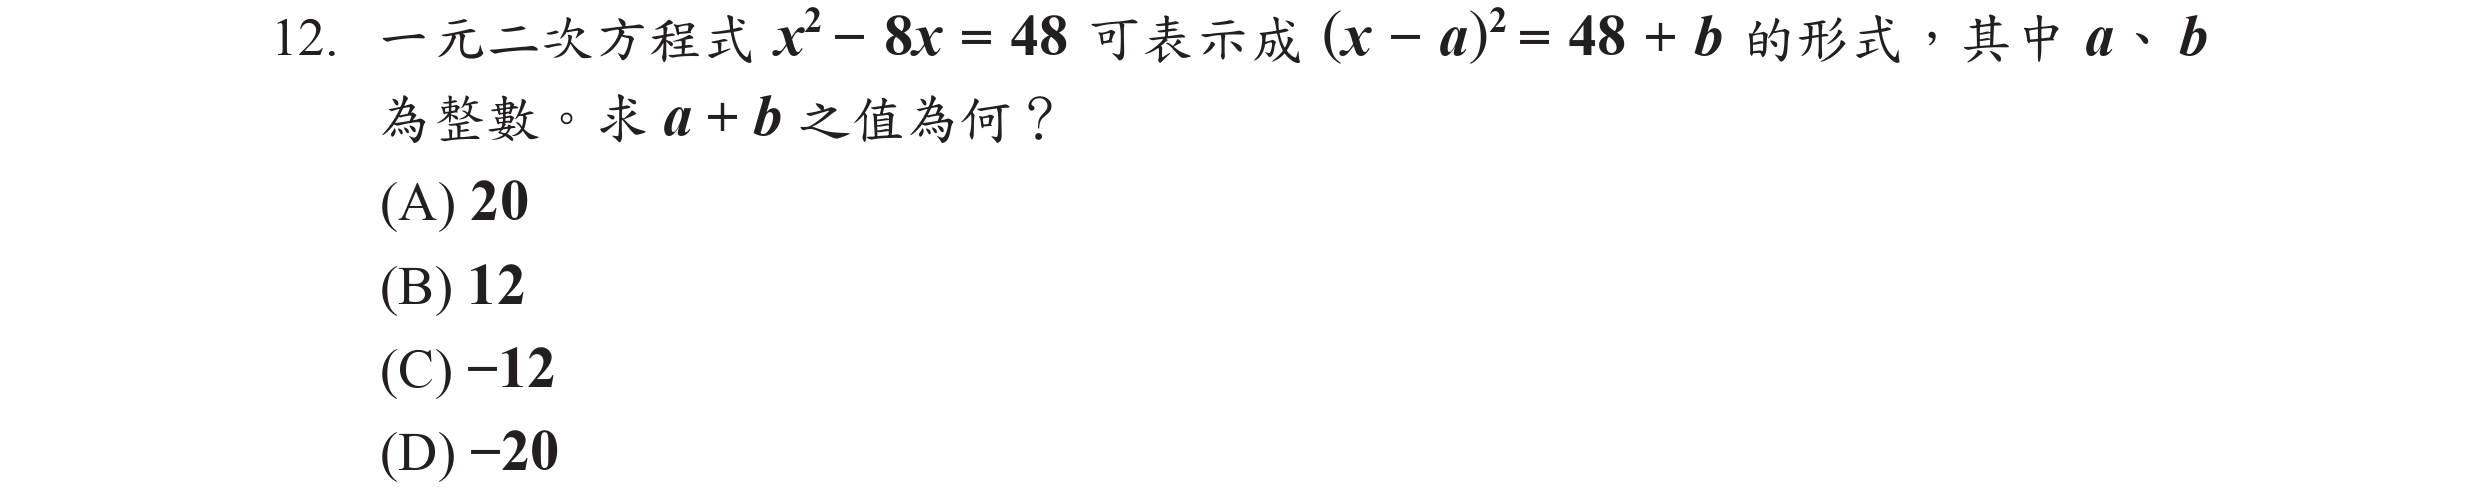 12. 一元二次方程式 x² − 8x = 48 可表示成 (x − a)² = 48 + b 的形式，其中 a、b
為整數。求 a + b 之值為何？
(A) 20
(B) 12
(C) −12
(D) −20